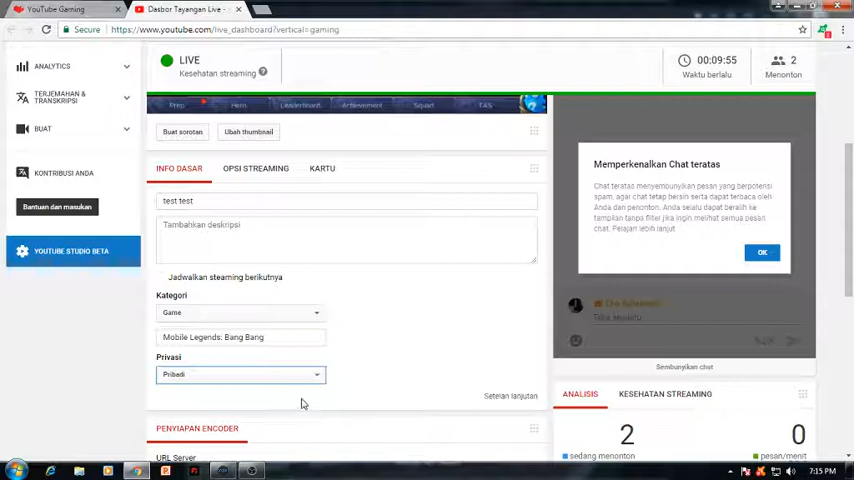 YouTube Gaming
Dasbor Tayangan Live - Y
Secure
https://www.youtube.com/live_dashboard?vertical=gaming
ANALYTICS
TERJEMAHAN &
TRANSKRIPSI
BUAT
KONTRIBUSI ANDA
Bantuan dan masukan
YOUTUBE STUDIO BETA
LIVE
Kesehatan streaming
00:09:55
Waktu berlalu
2
Menonton
Prep
Hero
Leaderboard
Achievement
Squad
Buat sorotan
Ubah thumbnail
INFO DASAR
OPSI STREAMING
KARTU
test test
Tambahkan deskripsi
Jadwalkan steaming berikutnya
Kategori
Game
Mobile Legends: Bang Bang
Privasi
Pribadi
Setelan lanjutan
PENYIAPAN ENCODER
URL Server
Memperkenalkan Chat teratas
Chat teratas menyembunyikan pesan yang berpotensi
spam, agar chat tetap bersih serta dapat terbaca oleh
Anda dan penonton. Anda selalu dapat beralih ke
tampilan tanpa filter jika ingin melihat semua pesan
chat. Pelajari lebih lanjut
OK
Sembunyikan chat
ANALISIS
KESEHATAN STREAMING
2
sedang menonton
0
pesan/menit
7:15 PM